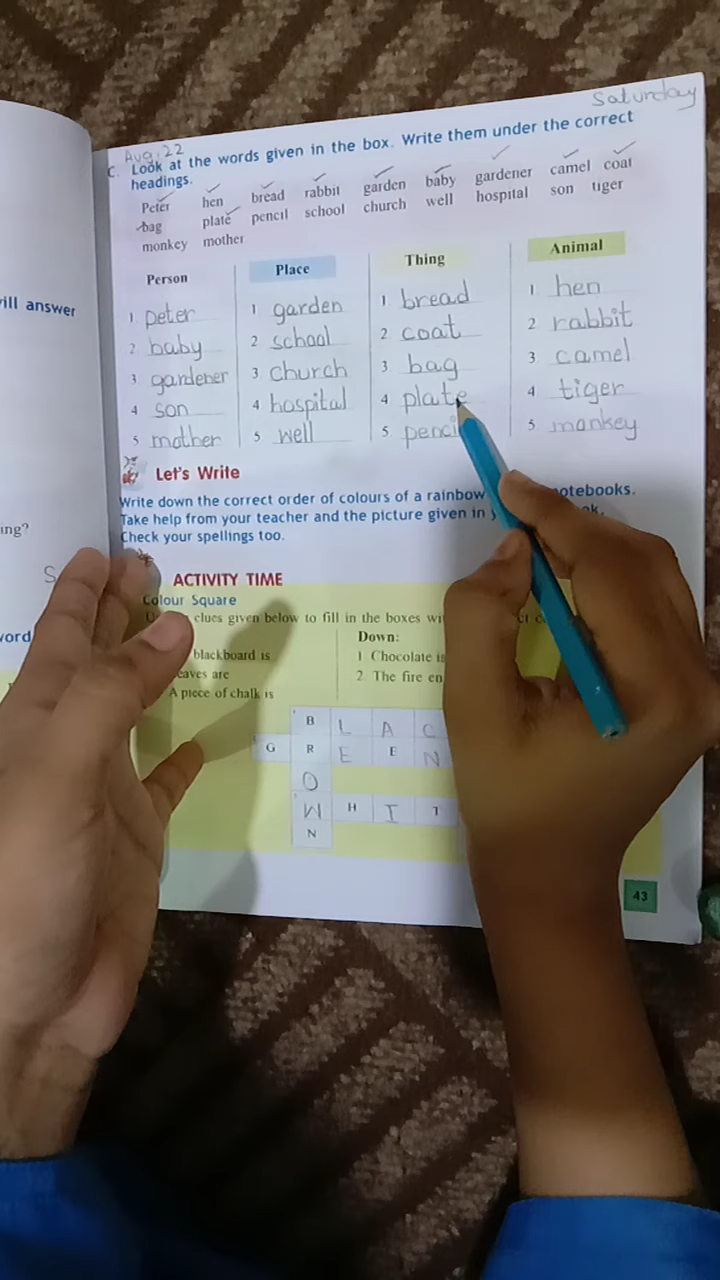 Saturday
Aug. 22
C. Look at the words given in the box. Write them under the correct
headings.
Peter hen bread rabbit garden baby gardener camel coat
bag plate pencil school church well hospital son tiger
monkey mother
Person Place Thing Animal
1 peter 1 garden 1 bread 1 hen
2 baby 2 school 2 coat 2 rabbit
3 gardener 3 church 3 bag 3 camel
4 son 4 hospital 4 plate 4 tiger
5 mother 5 well 5 penci 5 monkey
ill answer
Let's Write
Write down the correct order of colours of a rainbow notebooks.
Take help from your teacher and the picture given in
Check your spellings too.
ing?
S
word
ACTIVITY TIME
Colour Square
clues given below to fill in the boxes
blackboard is
eaves are
A piece of chalk is
Down:
1 Chocolate is
2 The fire en
B L A C
G R E E N
O
W H I T
N
43